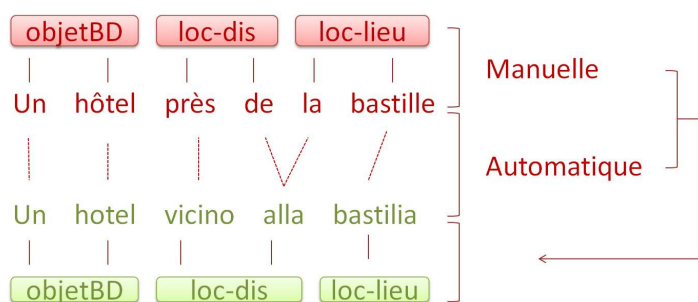 objetBD loc-dis loc-lieu
Manuelle
Un hôtel près de la bastille
Automatique
Un hotel vicino alla bastilia
objetBD loc-dis loc-lieu